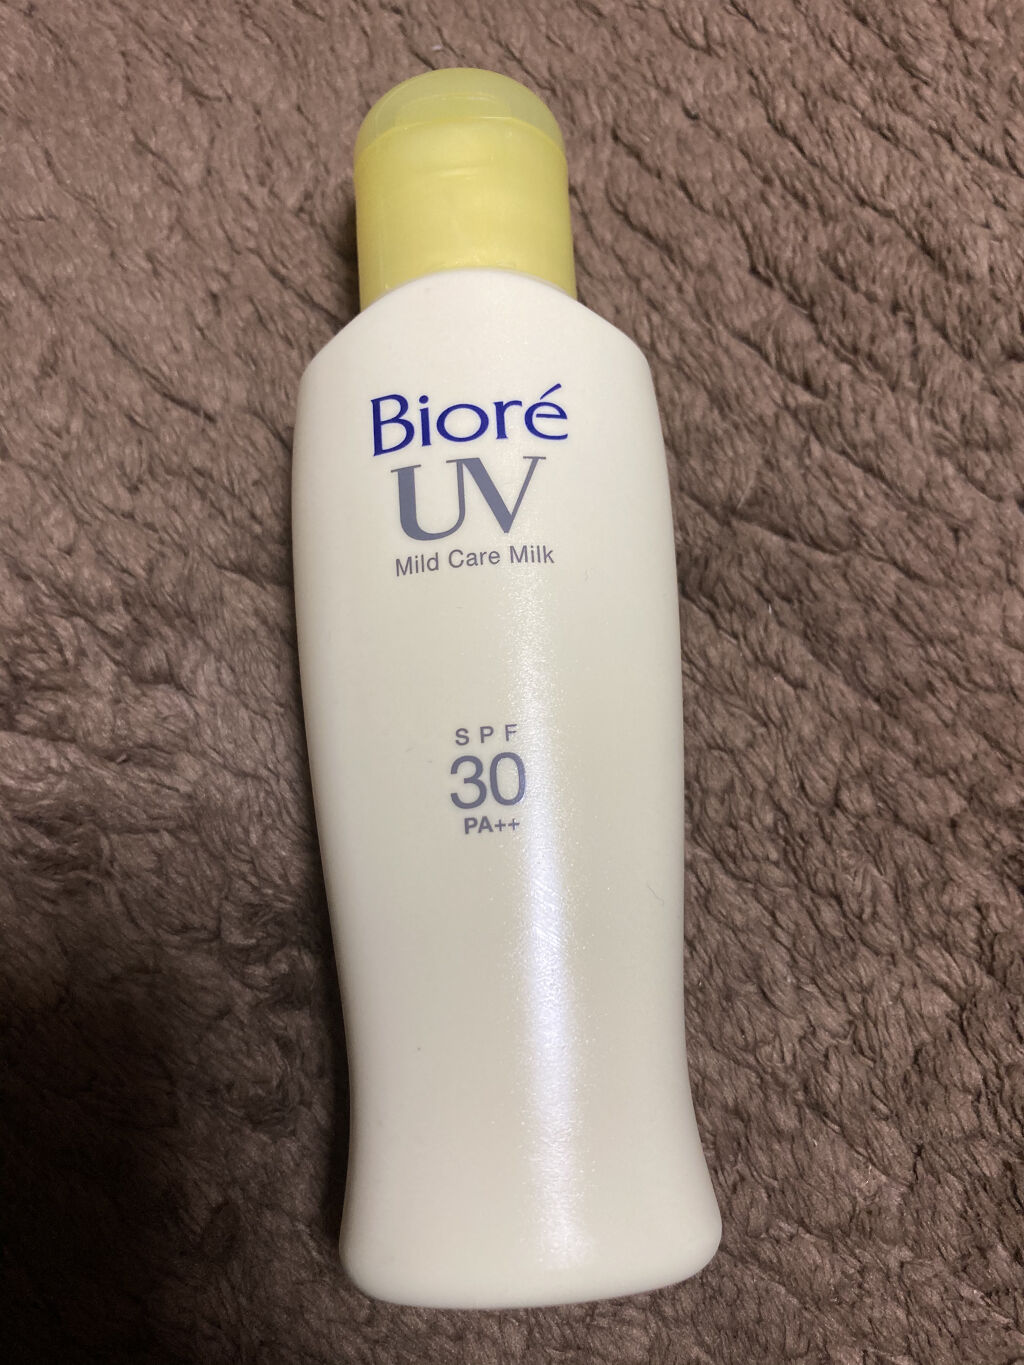 Bioré
UV
Mild Care Milk
SPF
30
PA++